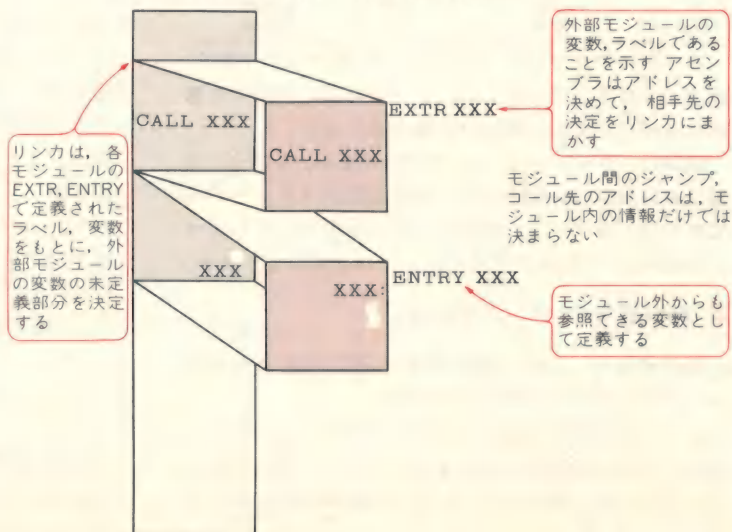 外部モジュールの
変数,ラベルである
ことを示す アセン
ブラはアドレスを
決めて, 相手先の
決定をリンカにま
かす
EXTR XXX
CALL XXX
CALL XXX
リンカは, 各
モジュールの
EXTR, ENTRY
で定義された
ラベル, 変数
をもとに, 外
部モジュール
の変数の未定
義部分を決定
する
モジュール間のジャンプ,
コール先のアドレスは, モ
ジュール内の情報だけでは
決まらない
XXX
XXX:
ENTRY XXX
モジュール外からも
参照できる変数とし
て定義する